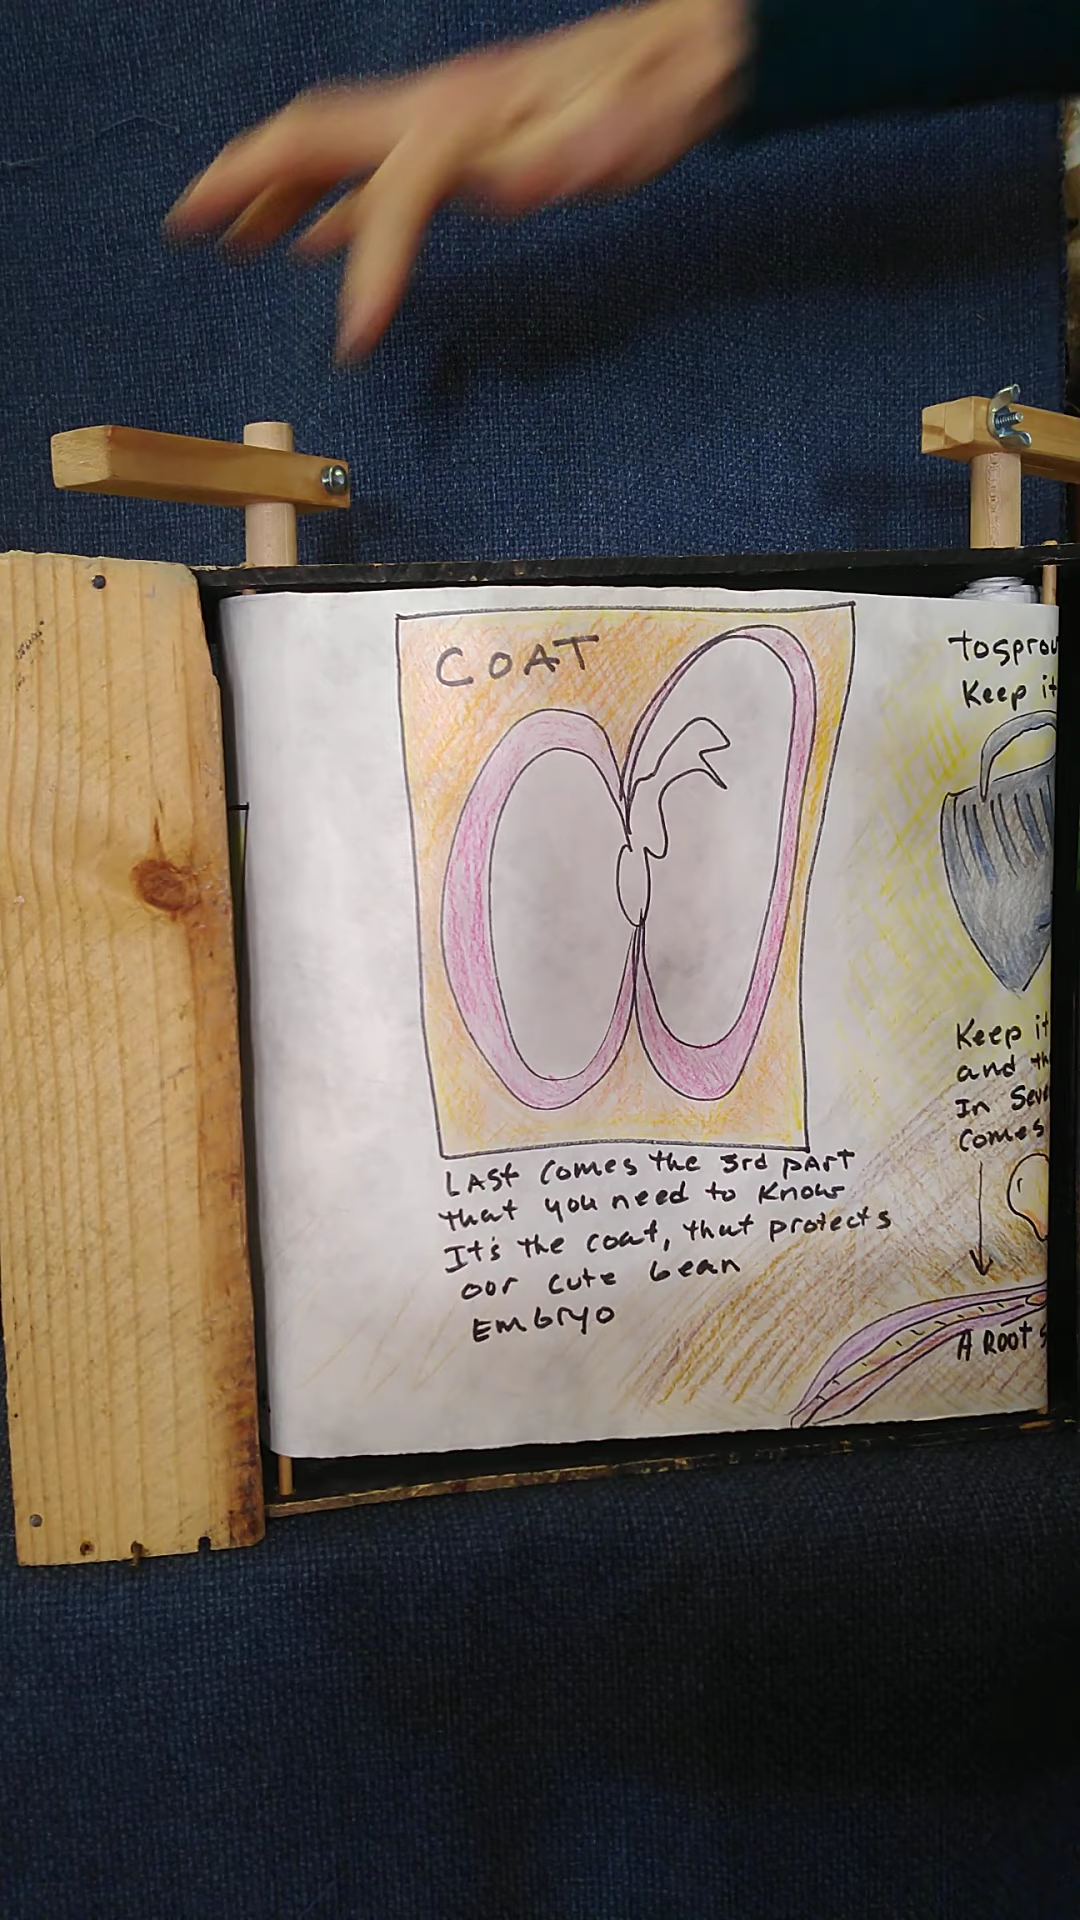 COAT
Last comes the 3rd part
that you need to know
It's the coat, that protects
oor cute bean
Embryo
tosprou
Keep it
Keep it
and th
In Seve
Comes
A Root s